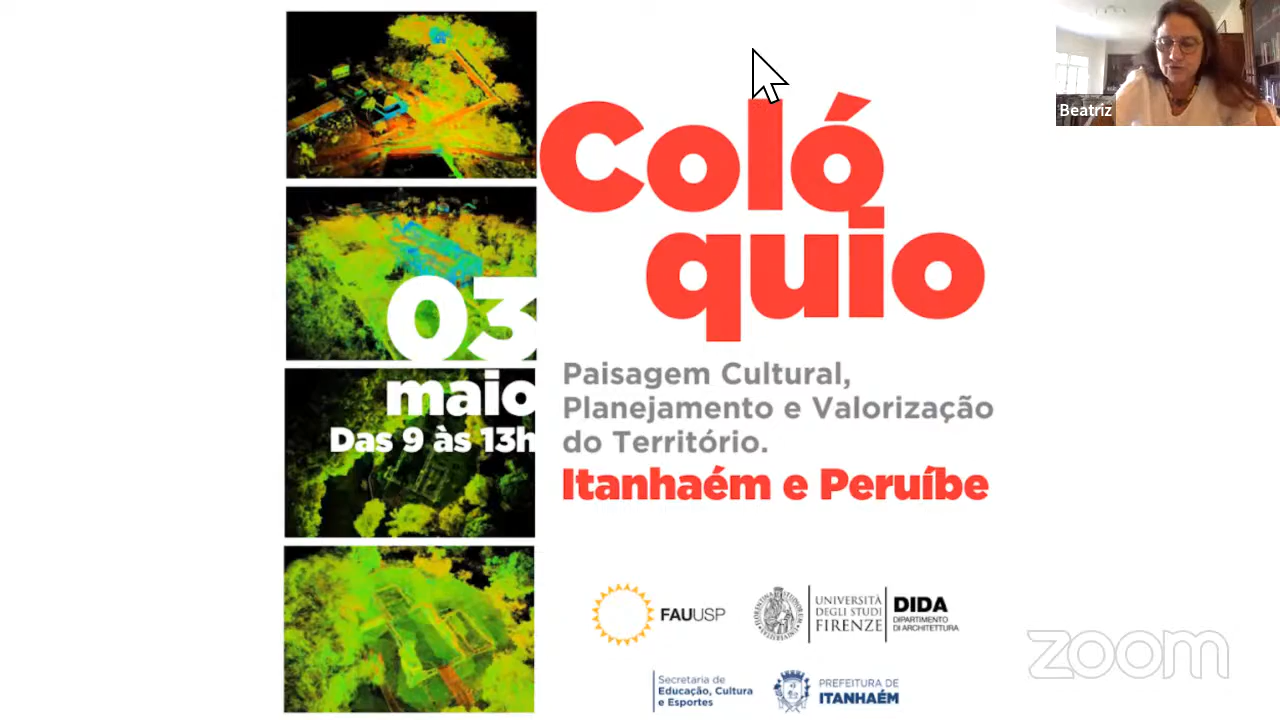 Beatriz
Coló
quio
03
maio
Das 9 às 13h
Paisagem Cultural,
Planejamento e Valorização
do Território.
Itanhaém e Peruíbe
FAUUSP
UNIVERSITÀ
DEGLI STUDI
FIRENZE
DIDA
DIPARTIMENTO
DI ARCHITETTURA
Secretaria de
Educação, Cultura
e Esportes
PREFEITURA DE
ITANHAÉM
zoom